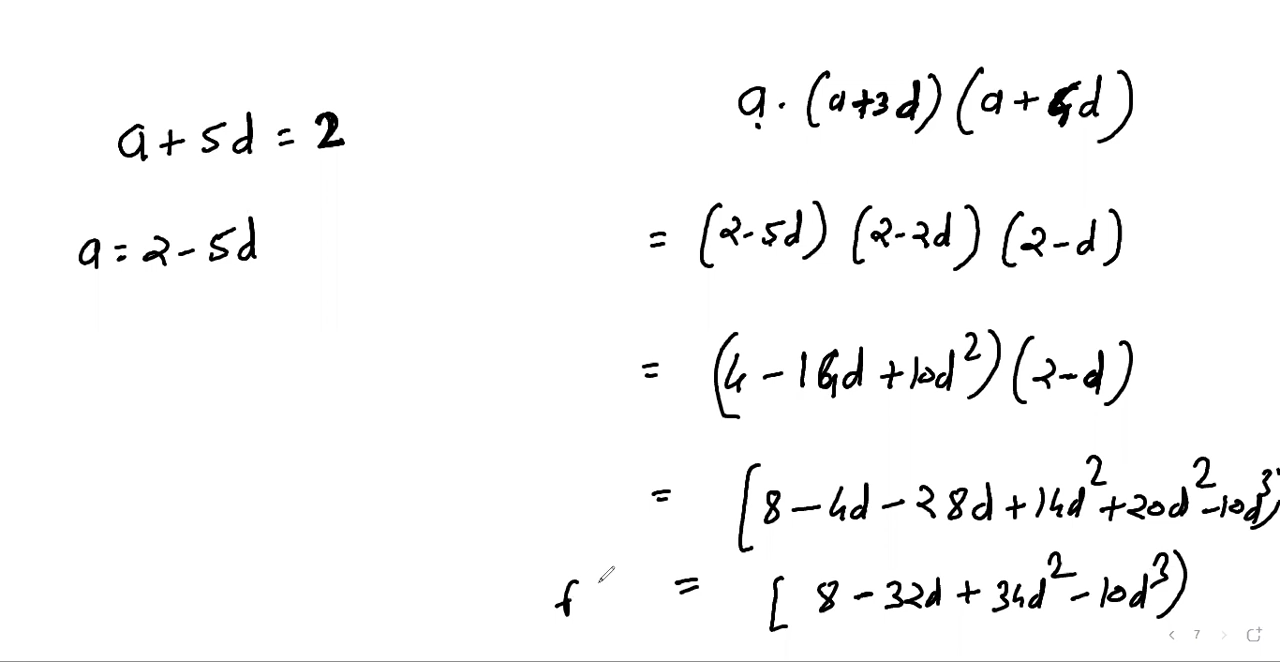 a + 5d = 2
a = 2 - 5d
a . (a+3d) (a+4d)
= (2-5d) (2-2d) (2-d)
= (4 - 14d + 10d²) (2-d)
= [8 - 4d - 28d + 14d² + 20d² - 10d³)
f = [ 8 - 32d + 34d² - 10d³)
< 7 >